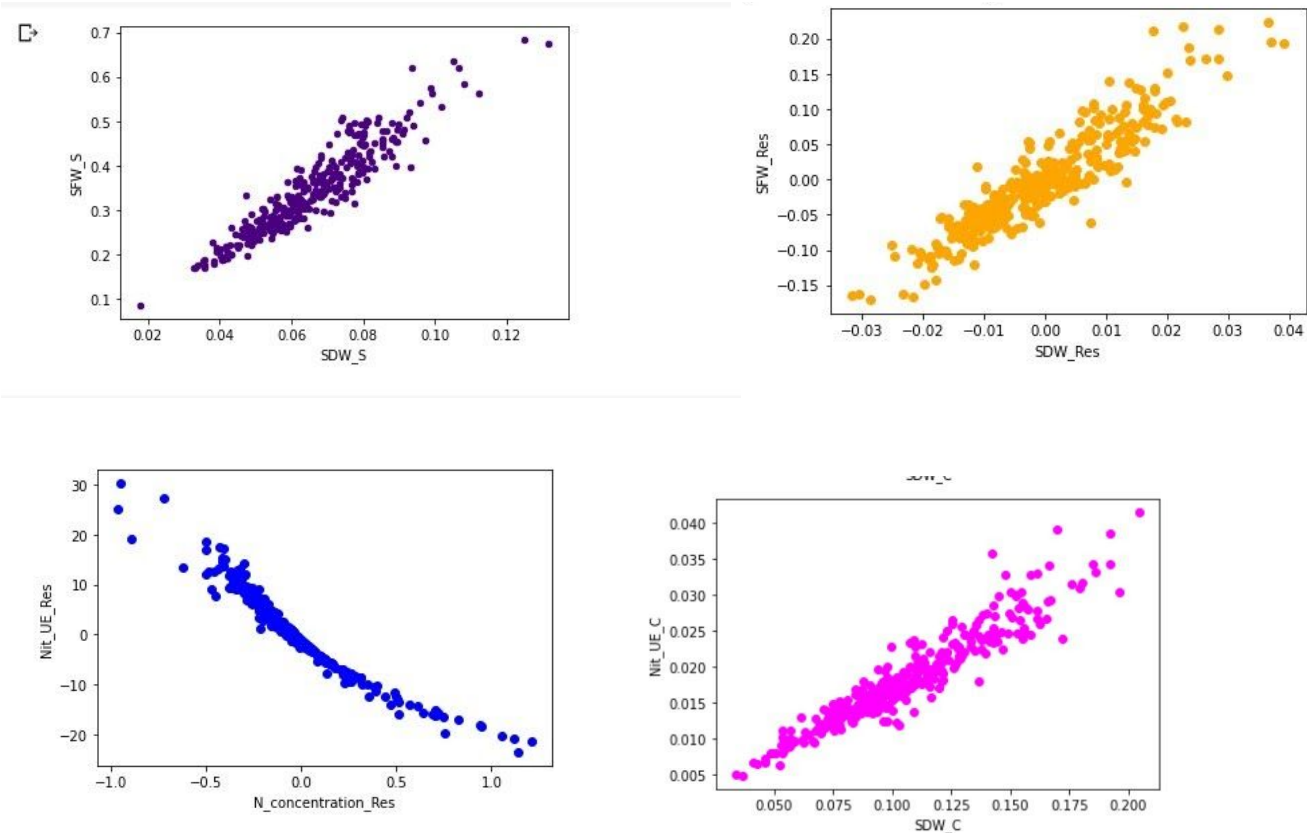 0.7
0.6
0.5
0.4
0.3
0.2
0.1
SFW_S
0.02 0.04 0.06 0.08 0.10 0.12
SDW_S
0.20
0.15
0.10
0.05
0.00
−0.05
−0.10
−0.15
SFW_Res
−0.03 −0.02 −0.01 0.00 0.01 0.02 0.03 0.04
SDW_Res
30
20
10
0
−10
−20
Nit_UE_Res
−1.0 −0.5 0.0 0.5 1.0
N_concentration_Res
SDW_C
0.040
0.035
0.030
0.025
0.020
0.015
0.010
0.005
Nit_UE_C
0.050 0.075 0.100 0.125 0.150 0.175 0.200
SDW_C